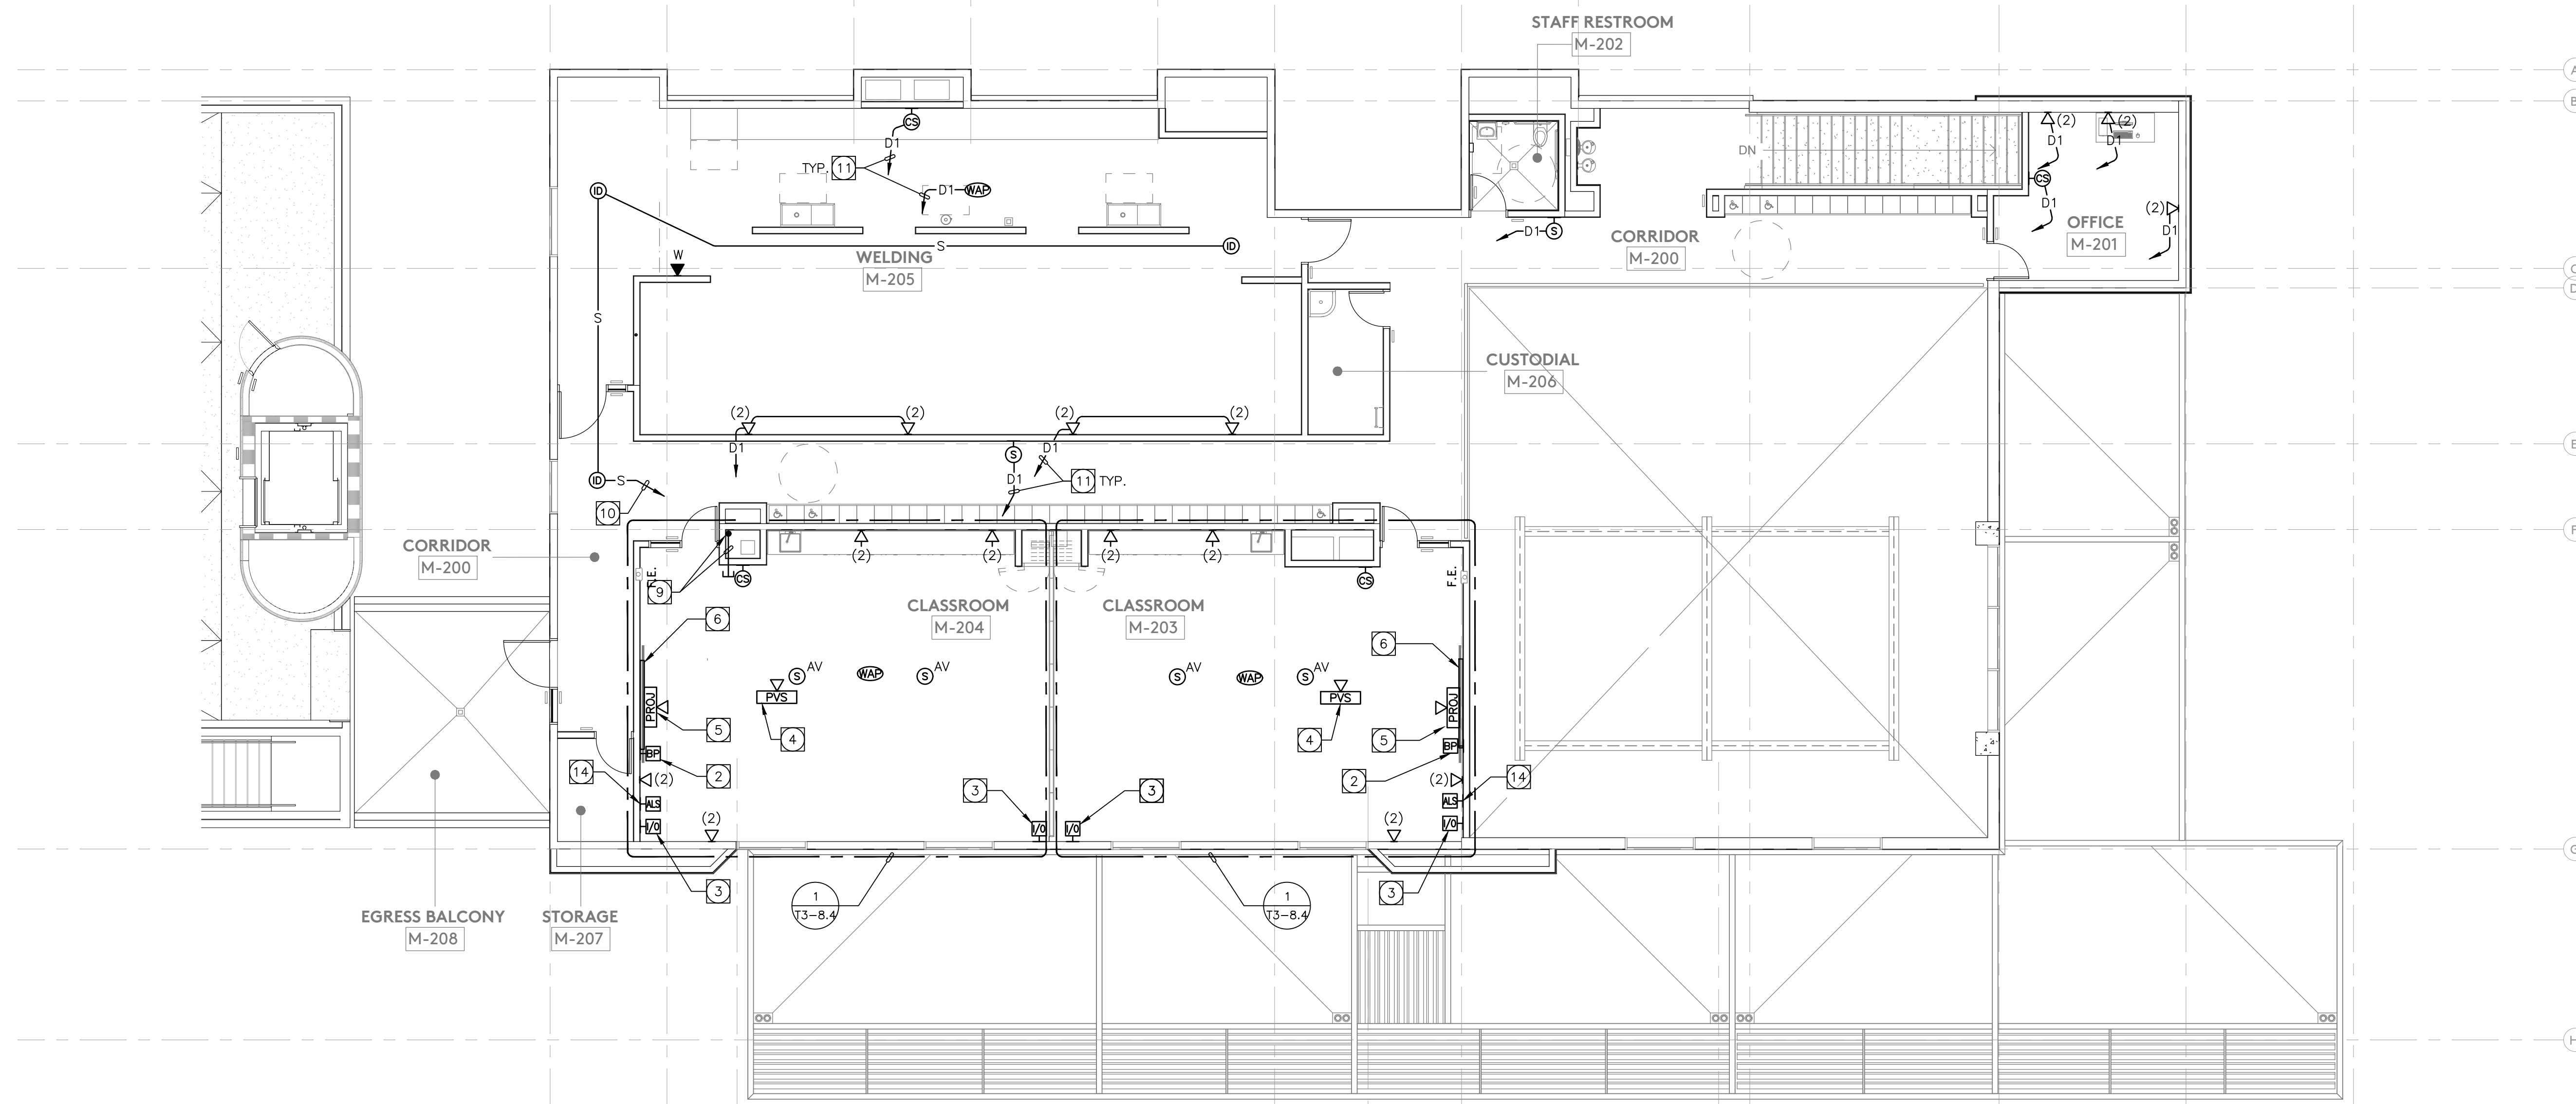 STAFF RESTROOM
M-202
A
B
CS
D1
TYP. 11
D1 WAP
DN
(2)
D1
(2)
D1
CS
D1
(2)
D1
OFFICE
M-201
ID
S
ID
D1 S
CORRIDOR
M-200
W
WELDING
M-205
C
D
S
CUSTODIAL
M-206
(2)
(2)
(2)
(2)
D1
S
D1
D1
11 TYP.
E
ID S
10
F
CORRIDOR
M-200
(2)
(2)
(2)
(2)
F.E.
F.E.
CS
CS
9
CLASSROOM
M-204
CLASSROOM
M-203
6
6
S AV
WAP
S AV
S AV
WAP
S AV
PVS
PVS
PROJ
PROJ
5
4
4
5
BP
BP
14
2
(2)
2
(2)
14
3
3
ALS
ALS
I/O
(2)
I/O
I/O
(2)
I/O
G
3
3
1
T3-8.4
1
T3-8.4
EGRESS BALCONY
M-208
STORAGE
M-207
H